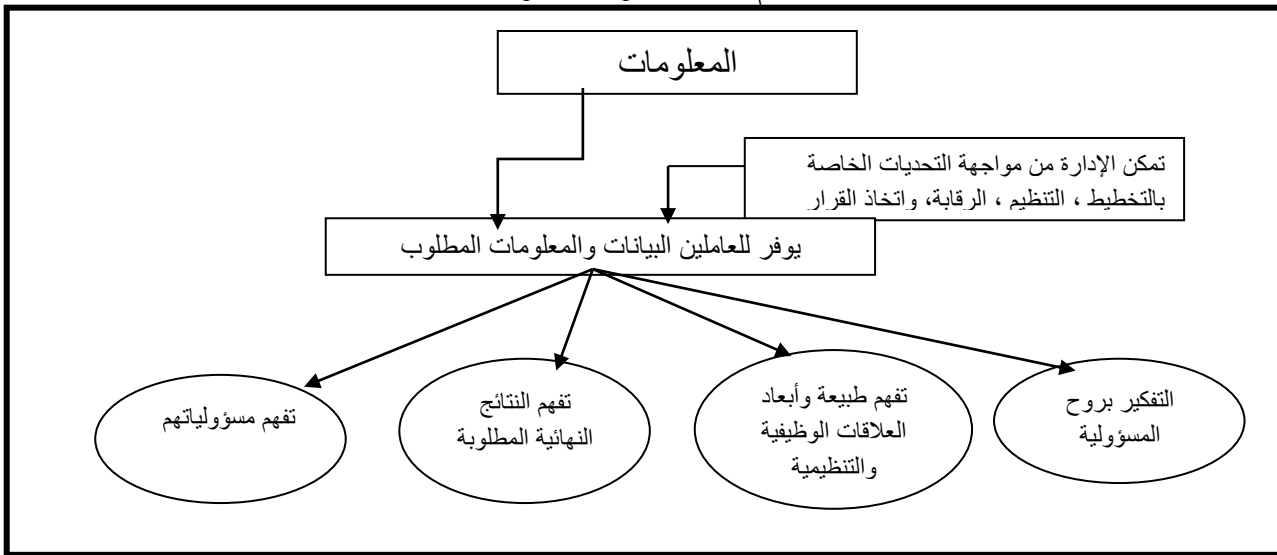 المعلومات
تمكن الإدارة من مواجهة التحديات الخاصة
بالتخطيط ، التنظيم ، الرقابة، واتخاذ القرار
يوفر للعاملين البيانات والمعلومات المطلوب
التفكير بروح
المسؤولية
تفهم طبيعة وأبعاد
العلاقات الوظيفية
والتنظيمية
تفهم النتائج
النهائية المطلوبة
تفهم مسؤولياتهم